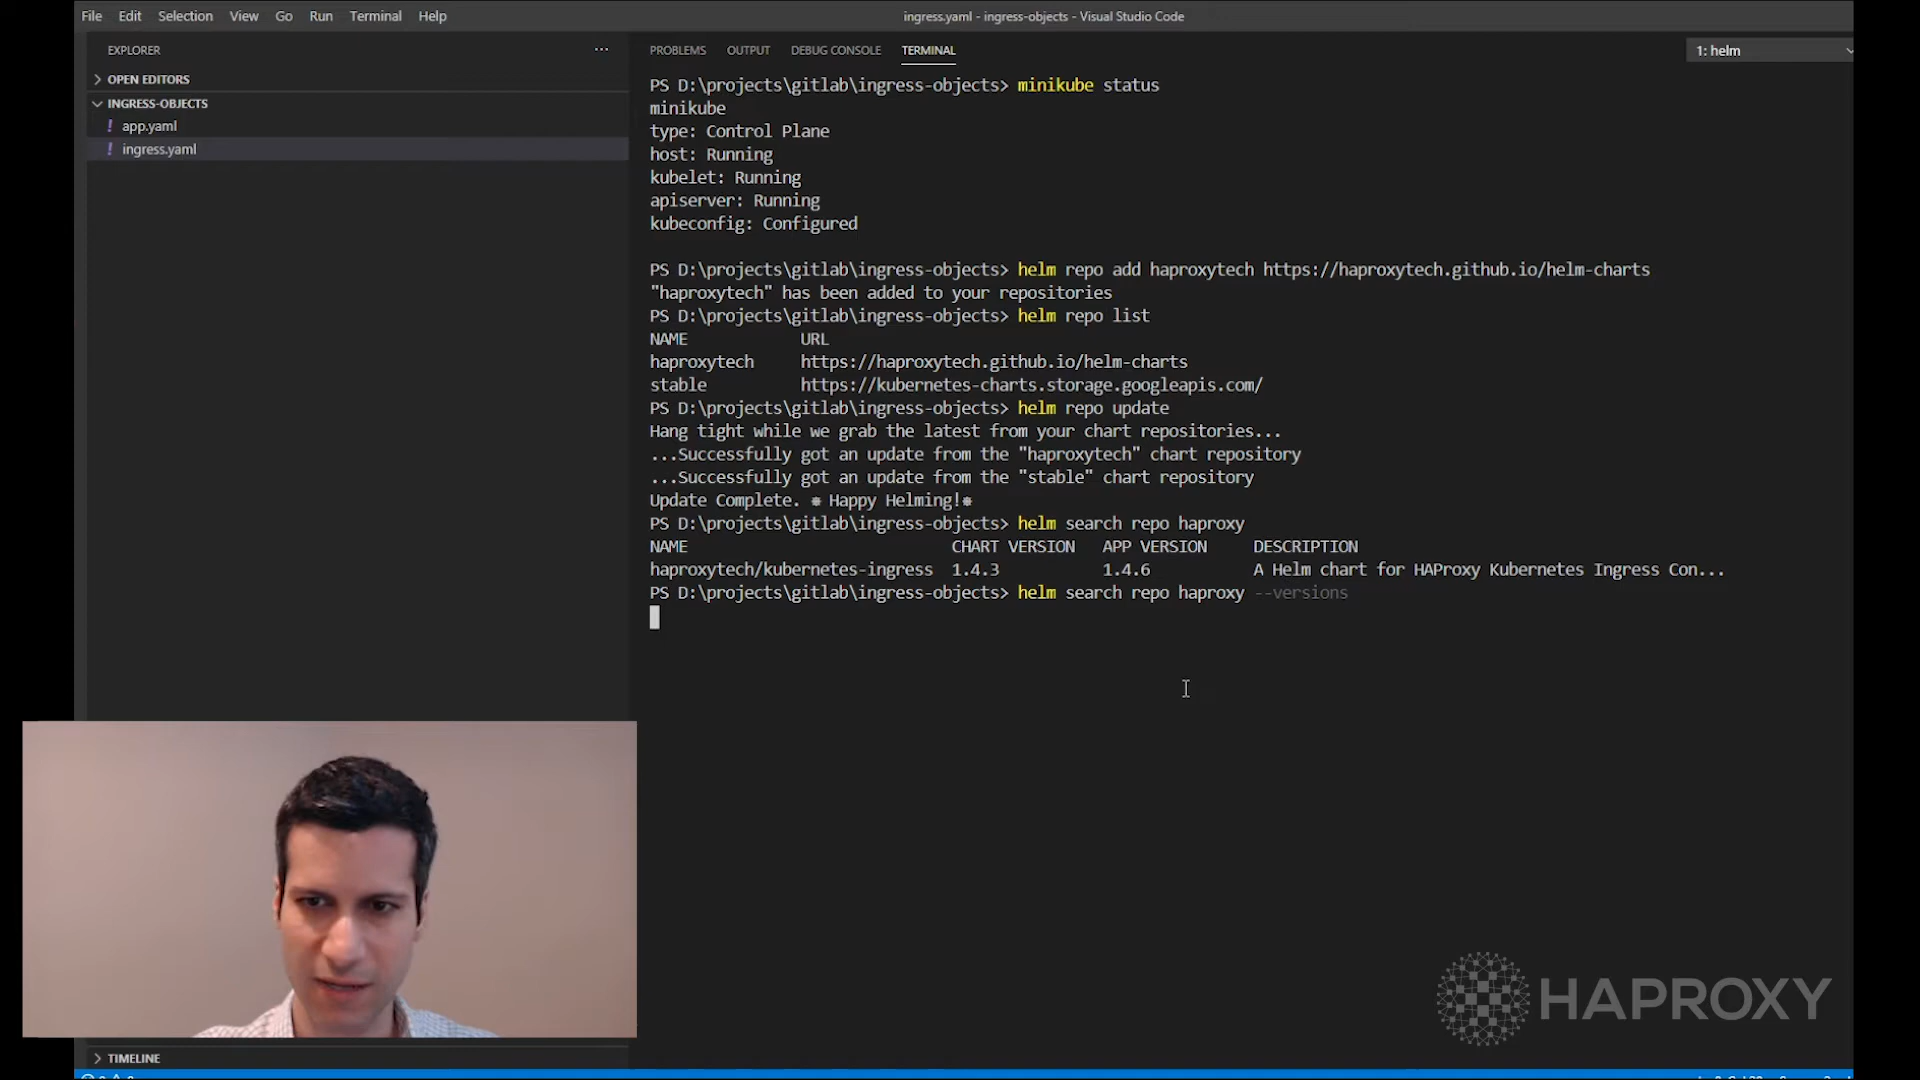 File Edit Selection View Go Run Terminal Help
ingress.yaml - ingress-objects - Visual Studio Code
EXPLORER
OPEN EDITORS
INGRESS-OBJECTS
! app.yaml
! ingress.yaml
PROBLEMS OUTPUT DEBUG CONSOLE TERMINAL
1: helm
PS D:\projects\gitlab\ingress-objects> minikube status
minikube
type: Control Plane
host: Running
kubelet: Running
apiserver: Running
kubeconfig: Configured
PS D:\projects\gitlab\ingress-objects> helm repo add haproxytech https://haproxytech.github.io/helm-charts
"haproxytech" has been added to your repositories
PS D:\projects\gitlab\ingress-objects> helm repo list
NAME URL
haproxytech https://haproxytech.github.io/helm-charts
stable https://kubernetes-charts.storage.googleapis.com/
PS D:\projects\gitlab\ingress-objects> helm repo update
Hang tight while we grab the latest from your chart repositories...
...Successfully got an update from the "haproxytech" chart repository
...Successfully got an update from the "stable" chart repository
Update Complete. ⎈ Happy Helming!⎈
PS D:\projects\gitlab\ingress-objects> helm search repo haproxy
NAME CHART VERSION APP VERSION DESCRIPTION
haproxytech/kubernetes-ingress 1.4.3 1.4.6 A Helm chart for HAProxy Kubernetes Ingress Con...
PS D:\projects\gitlab\ingress-objects> helm search repo haproxy --versions
HAPROXY
TIMELINE